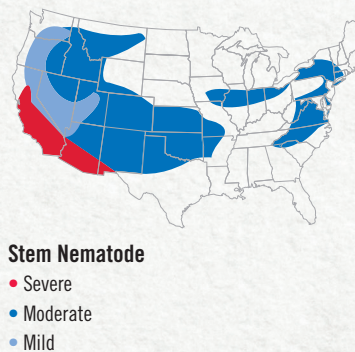 Stem Nematode
• Severe
• Moderate
• Mild